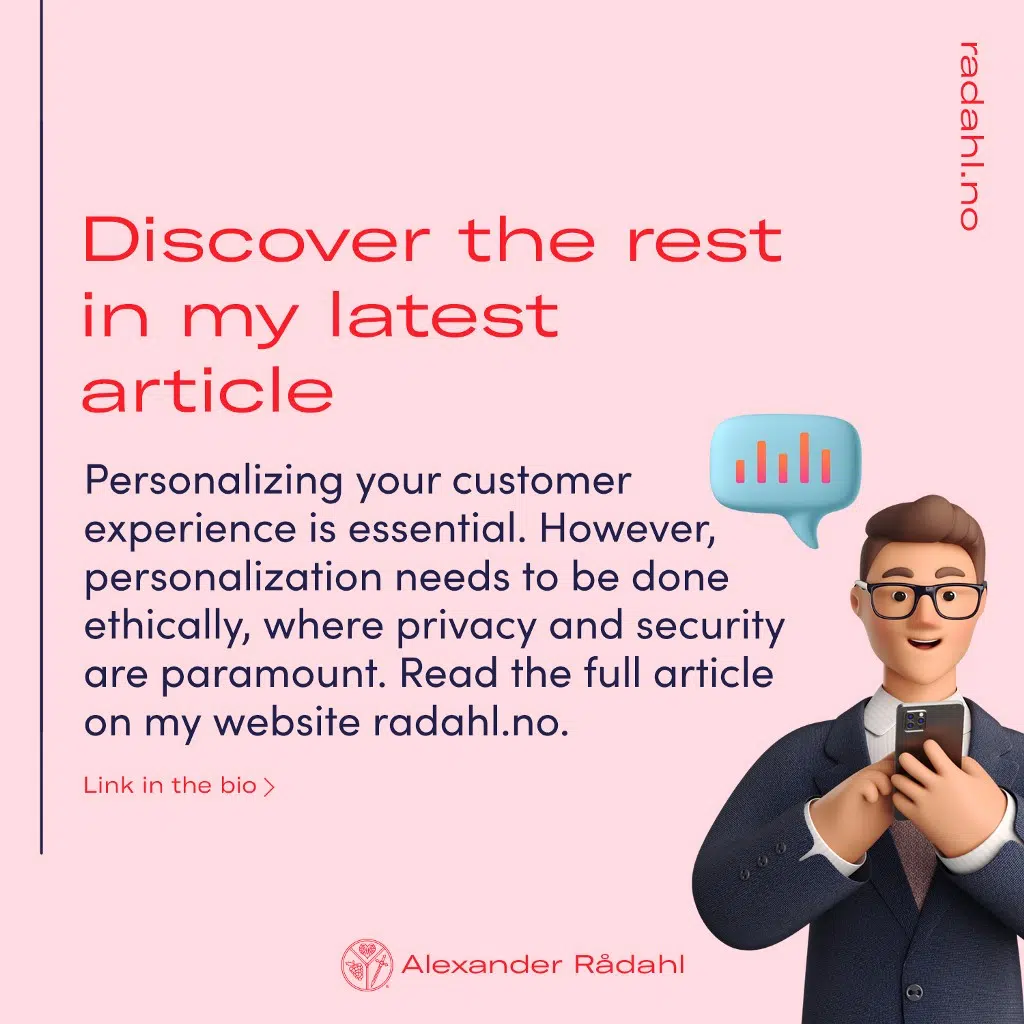 radahl.no
Discover the rest
in my latest
article
Personalizing your customer
experience is essential. However,
personalization needs to be done
ethically, where privacy and security
are paramount. Read the full article
on my website radahl.no.
Link in the bio
Alexander Rådahl